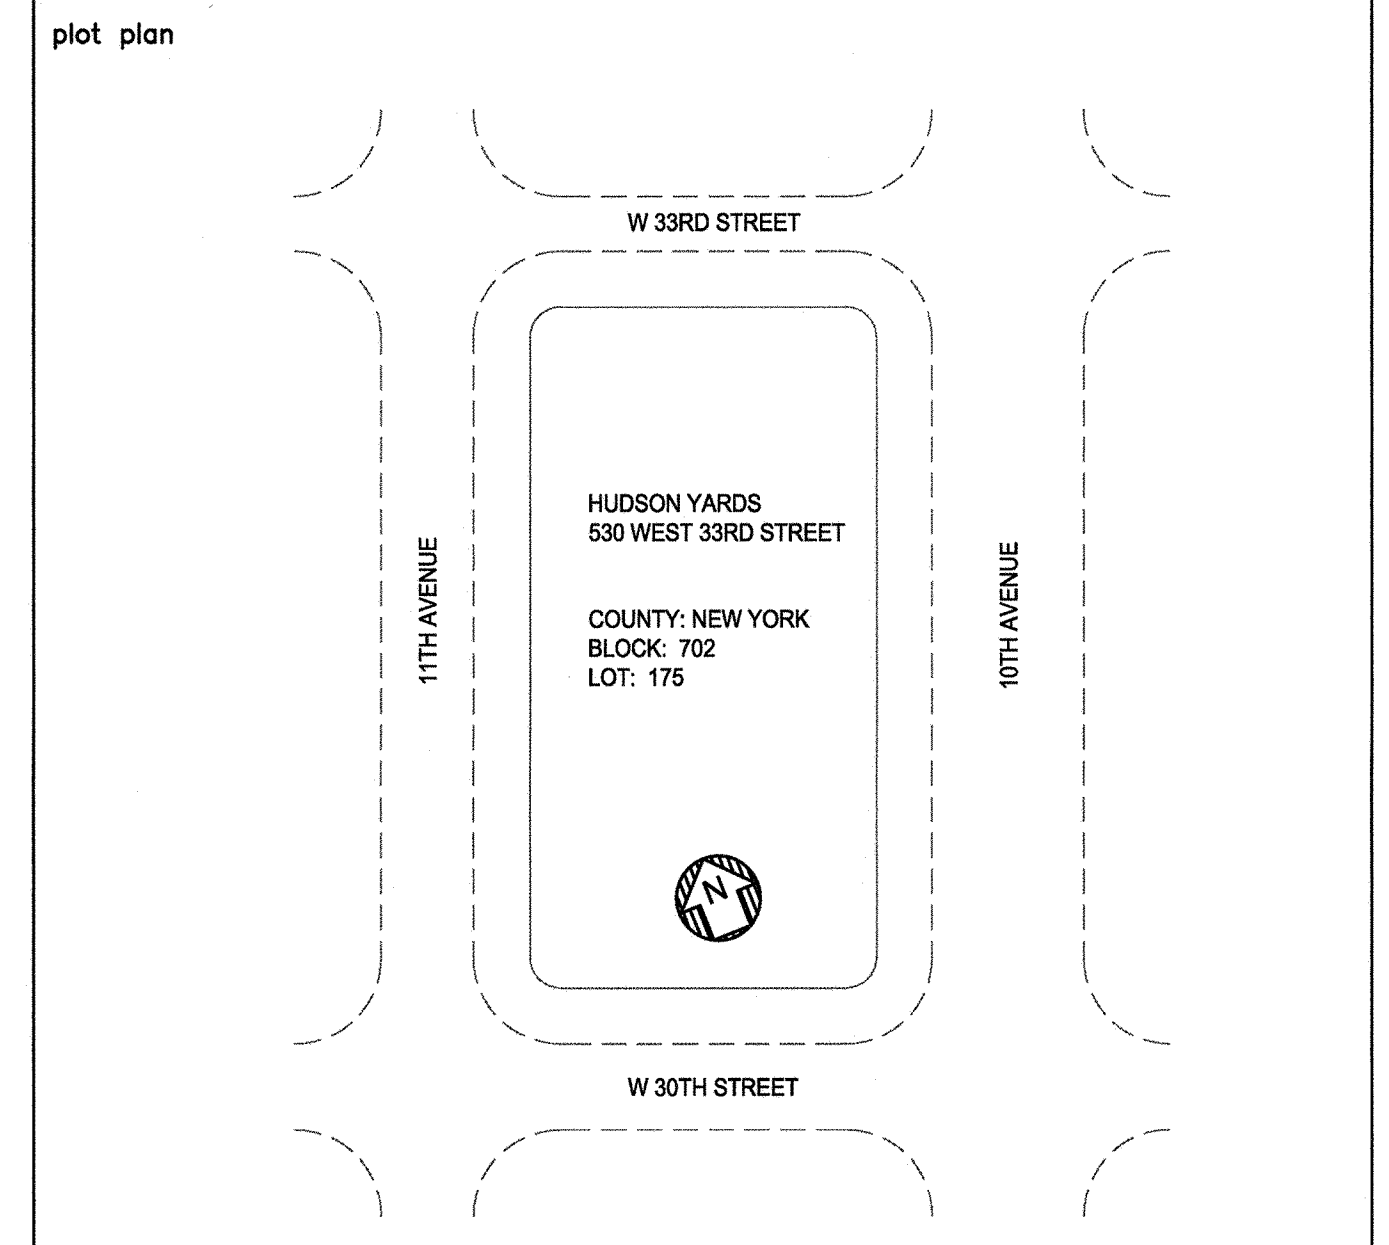 plot plan
W 33RD STREET
HUDSON YARDS
530 WEST 33RD STREET
11TH AVENUE
10TH AVENUE
COUNTY: NEW YORK
BLOCK: 702
LOT: 175
N
W 30TH STREET